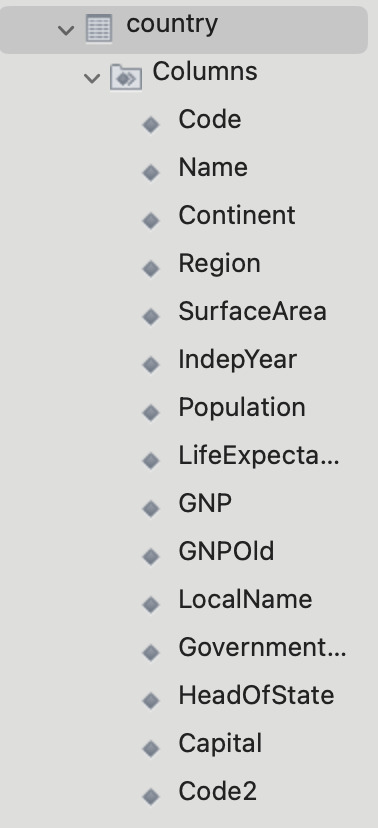 country
Columns
Code
Name
Continent
Region
SurfaceArea
IndepYear
Population
LifeExpecta...
GNP
GNPOld
LocalName
Government...
HeadOfState
Capital
Code2